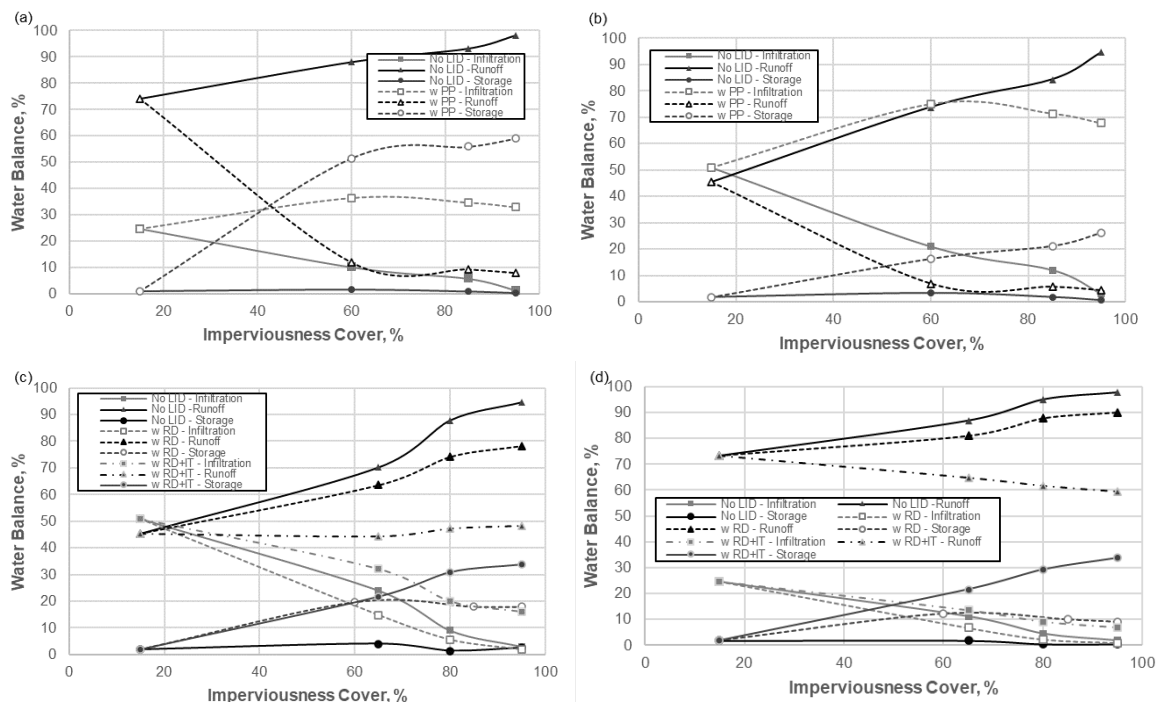 (a)
100
90
80
70
60
50
40
30
20
10
0
Water Balance, %
No LID - Infiltration
No LID -Runoff
No LID - Storage
w PP - Infiltration
w PP - Runoff
w PP - Storage
0 20 40 60 80 100
Imperviousness Cover, %
(b)
100
90
80
70
60
50
40
30
20
10
0
Water Balance, %
No LID - Infiltration
No LID -Runoff
No LID - Storage
w PP - Infiltration
w PP - Runoff
w PP - Storage
0 20 40 60 80 100
Imperviousness Cover, %
(c)
100
90
80
70
60
50
40
30
20
10
0
Water Balance, %
No LID - Infiltration
No LID -Runoff
No LID - Storage
w RD - Infiltration
w RD - Runoff
w RD - Storage
w RD+IT - Infiltration
w RD+IT - Runoff
w RD+IT - Storage
0 20 40 60 80 100
Imperviousness Cover, %
(d)
100
90
80
70
60
50
40
30
20
10
0
Water Balance, %
No LID - Infiltration No LID - Runoff
No LID - Storage w RD - Infiltration
w RD - Runoff w RD - Storage
w RD+IT - Infiltration w RD+IT - Runoff
w RD+IT - Storage
0 20 40 60 80 100
Imperviousness Cover, %